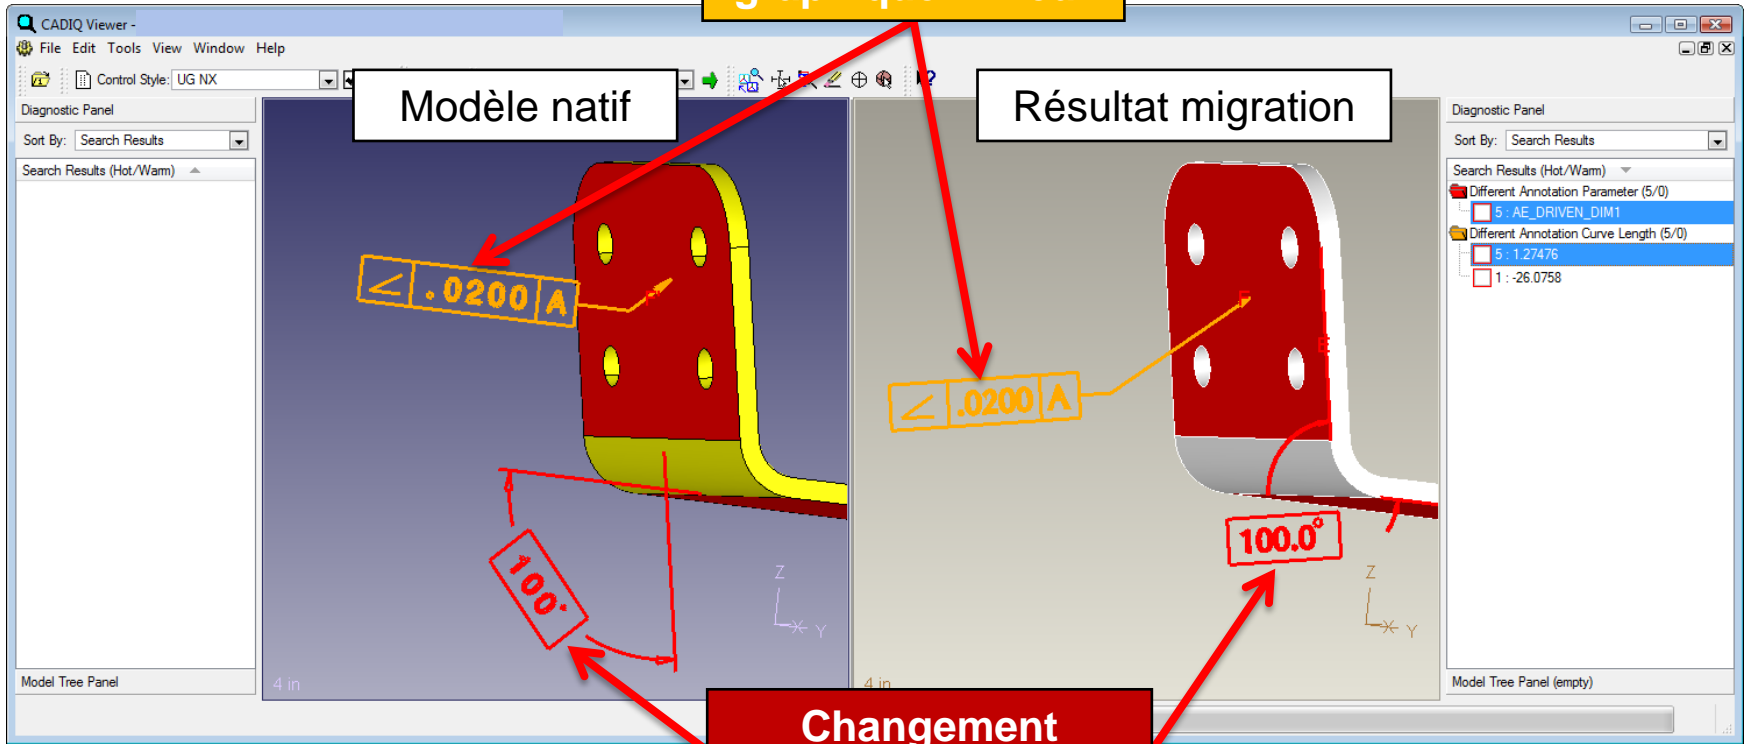 CADIQ Viewer -
File Edit Tools View Window Help
Control Style: UG NX
Modèle natif
Résultat migration
Diagnostic Panel
Sort By: Search Results
Search Results (Hot/Warm)
Model Tree Panel
.0200 A
100°
Z
Y
4 in
.0200 A
100.0°
Z
Y
4 in
Diagnostic Panel
Sort By: Search Results
Search Results (Hot/Warm)
Different Annotation Parameter (5/0)
5 : AE_DRIVEN_DIM1
Different Annotation Curve Length (5/0)
5 : 1.27476
1 : -26.0758
Model Tree Panel (empty)
Changement